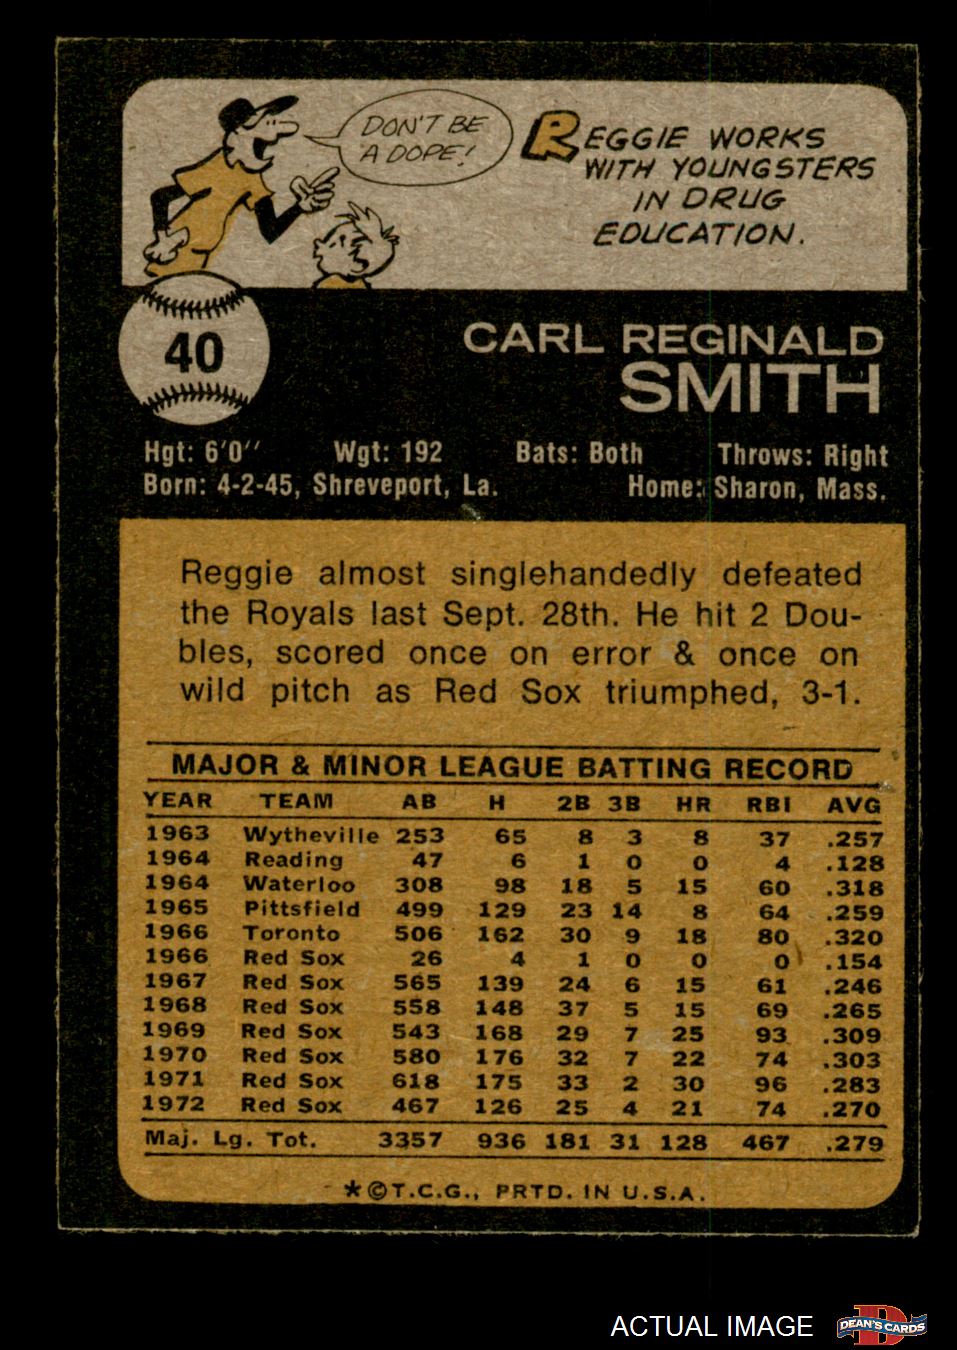 DON'T BE
A DOPE!
REGGIE WORKS
WITH YOUNGSTERS
IN DRUG
EDUCATION.
40
CARL REGINALD
SMITH
Hgt: 6'0'' Wgt: 192 Bats: Both Throws: Right
Born: 4-2-45, Shreveport, La. Home: Sharon, Mass.
Reggie almost singlehandedly defeated
the Royals last Sept. 28th. He hit 2 Dou-
bles, scored once on error & once on
wild pitch as Red Sox triumphed, 3-1.
MAJOR & MINOR LEAGUE BATTING RECORD
YEAR TEAM AB H 2B 3B HR RBI AVG
1963 Wytheville 253 65 8 3 8 37 .257
1964 Reading 47 6 1 0 0 4 .128
1964 Waterloo 308 98 18 5 15 60 .318
1965 Pittsfield 499 129 23 14 8 64 .259
1966 Toronto 506 162 30 9 18 80 .320
1966 Red Sox 26 4 1 0 0 0 .154
1967 Red Sox 565 139 24 6 15 61 .246
1968 Red Sox 558 148 37 5 15 69 .265
1969 Red Sox 543 168 29 7 25 93 .309
1970 Red Sox 580 176 32 7 22 74 .303
1971 Red Sox 618 175 33 2 30 96 .283
1972 Red Sox 467 126 25 4 21 74 .270
Maj. Lg. Tot. 3357 936 181 31 128 467 .279
*©T.C.G., PRTD. IN U.S.A.
ACTUAL IMAGE
DEAN'S CARDS